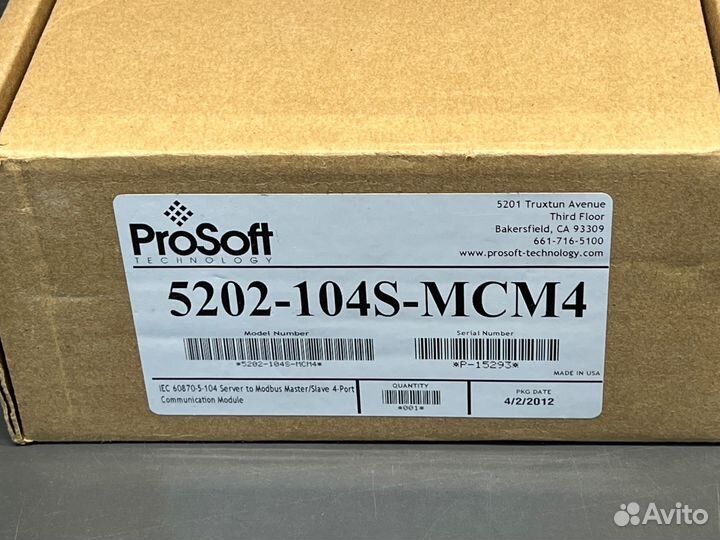 ProSoft
TECHNOLOGY
5201 Truxtun Avenue
Third Floor
Bakersfield, CA 93309
661-716-5100
www.prosoft-technology.com
5202-104S-MCM4
Model Number
*5202-104S-MCM4*
Serial Number
*P-15293*
MADE IN USA
IEC 60870-5-104 Server to Modbus Master/Slave 4-Port
Communication Module
QUANTITY
*001*
PKG DATE
4/2/2012
Avito